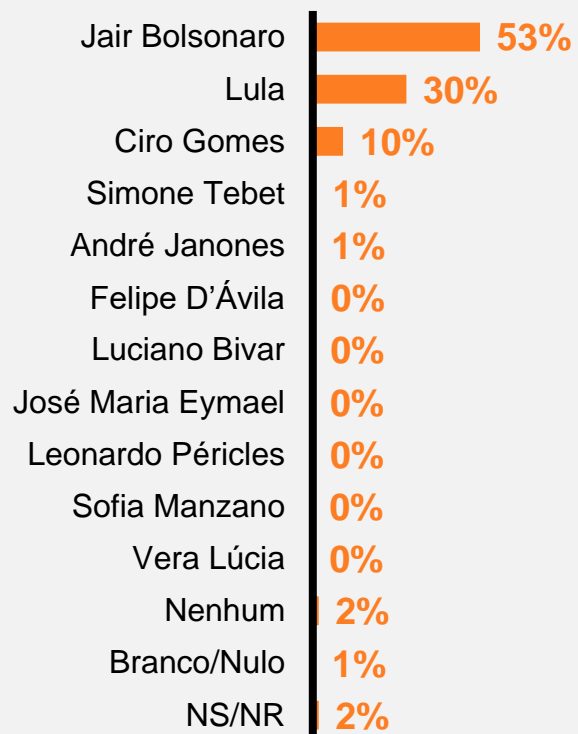 Jair Bolsonaro 53%
Lula 30%
Ciro Gomes 10%
Simone Tebet 1%
André Janones 1%
Felipe D’Ávila 0%
Luciano Bivar 0%
José Maria Eymael 0%
Leonardo Péricles 0%
Sofia Manzano 0%
Vera Lúcia 0%
Nenhum 2%
Branco/Nulo 1%
NS/NR 2%